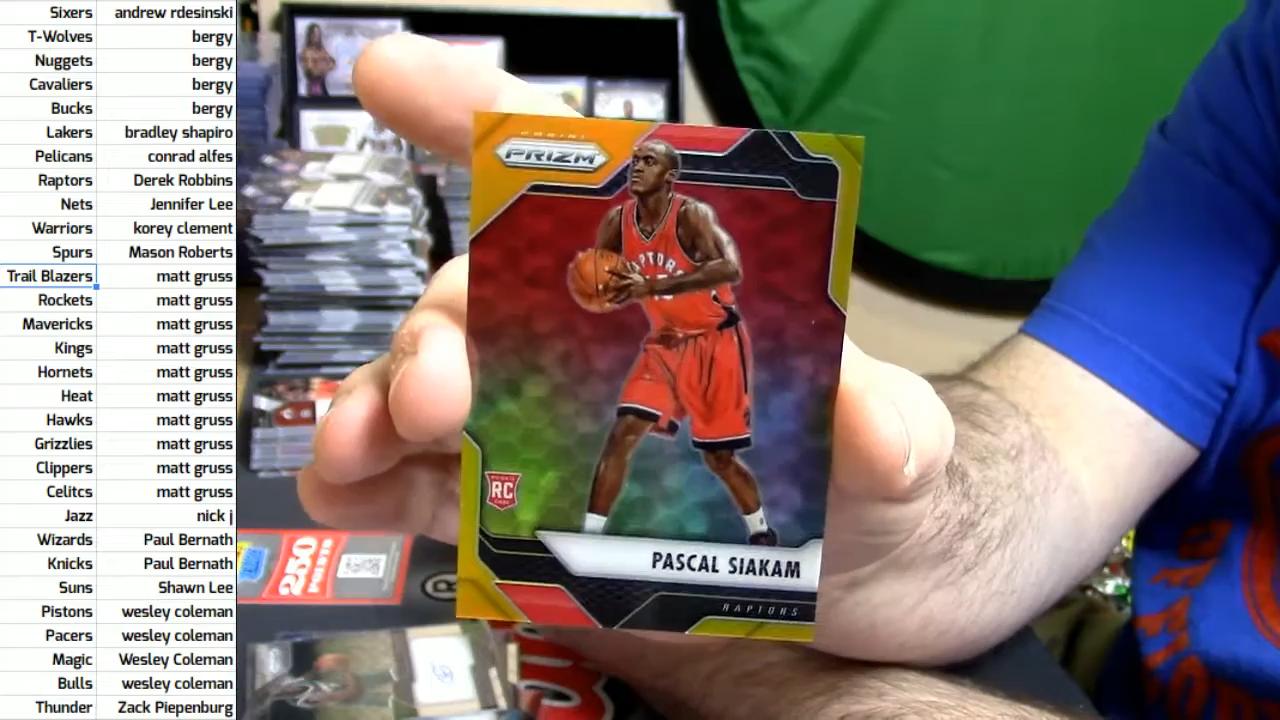 Sixers andrew rdesinski
T-Wolves bergy
Nuggets bergy
Cavaliers bergy
Bucks bergy
Lakers bradley shapiro
Pelicans conrad alfes
Raptors Derek Robbins
Nets Jennifer Lee
Warriors korey clement
Spurs Mason Roberts
Trail Blazers matt gruss
Rockets matt gruss
Mavericks matt gruss
Kings matt gruss
Hornets matt gruss
Heat matt gruss
Hawks matt gruss
Grizzlies matt gruss
Clippers matt gruss
Celitcs matt gruss
Jazz nick j
Wizards Paul Bernath
Knicks Paul Bernath
Suns Shawn Lee
Pistons wesley coleman
Pacers wesley coleman
Magic Wesley Coleman
Bulls wesley coleman
Thunder Zack Piepenburg
PANINI
PRIZM
RC
PASCAL SIAKAM
RAPTORS
250
POINTS